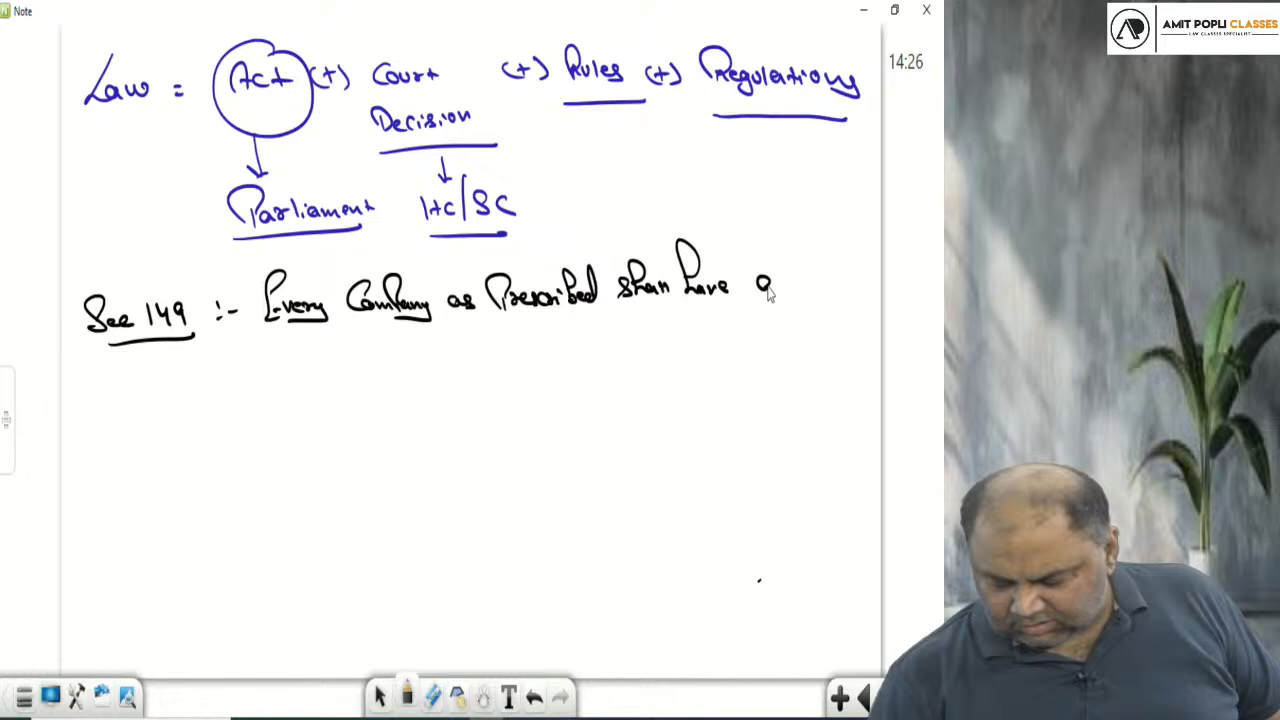 Note
AMIT POPLI CLASSES
LAW CLASSES SPECIALIST
14:26
Law = Act (+) Court Decision (+) Rules (+) Regulations
Parliament HC/SC
Sec 149 :- Every Company as Prescribed shall have a